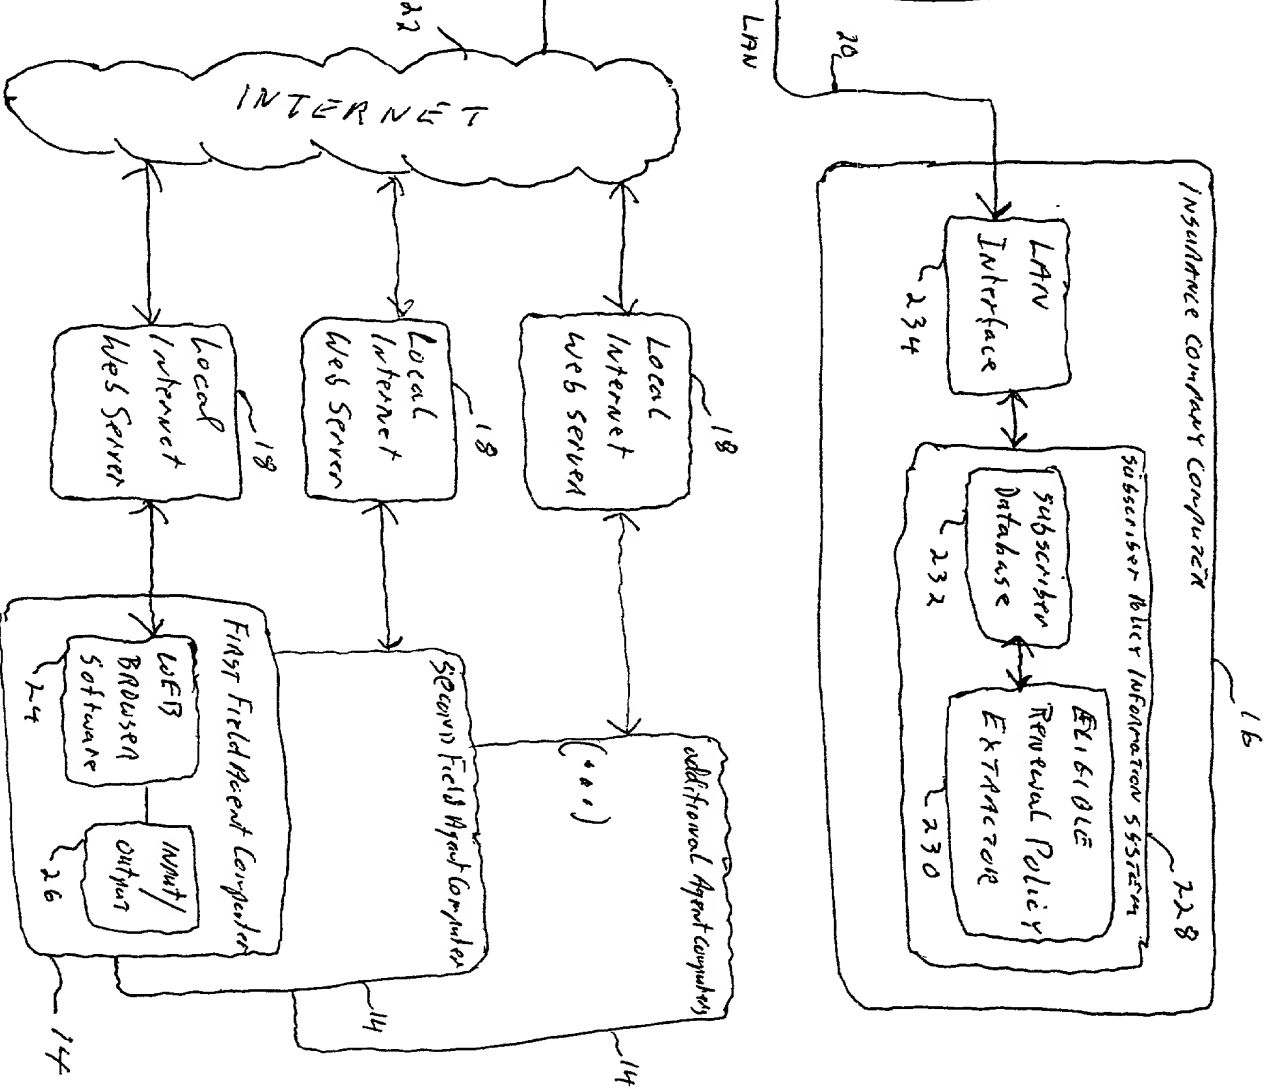 INSURANCE COMPANY COMPUTER
16
20
LAN
LAN
Interface
234
SUBSCRIBER POLICY INFORMATION SYSTEM
228
Subscriber
Database
232
ELIGIBLE
Renewal Policy
EXTRACTOR
230
22
INTERNET
Local
Internet
Web Server
18
Local
Internet
Web Server
18
Local
Internet
Web Server
18
additional Agent computers
(...)
14
Second Field Agent Computer
14
FIRST Field Agent Computer
WEB
BROWSER
Software
24
INPUT/
OUTPUT
26
14